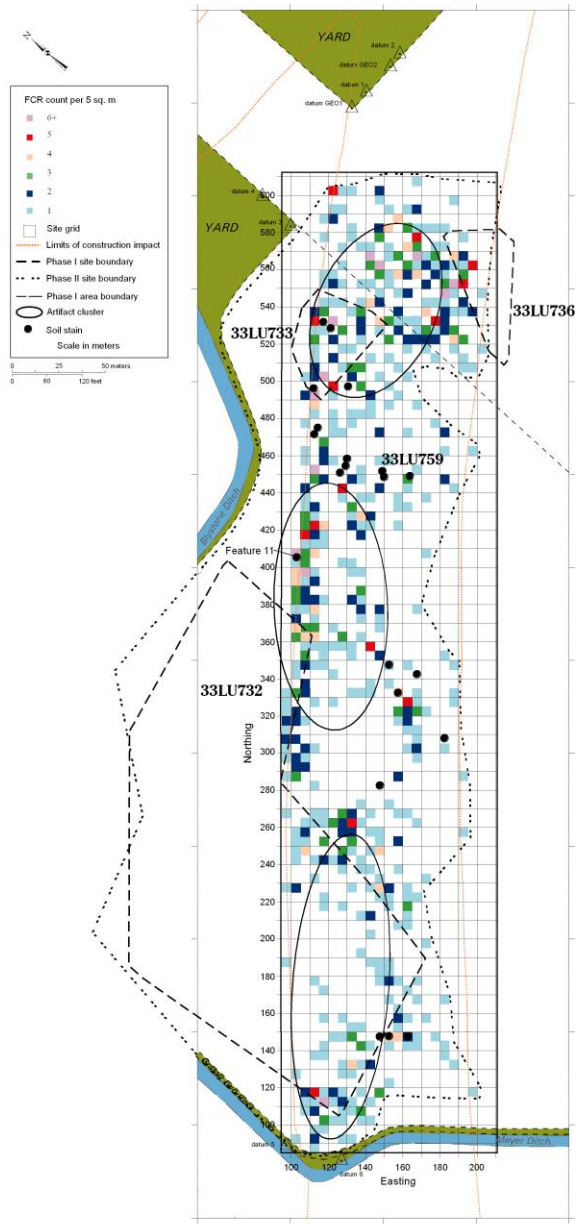 YARD
datum 2
datum GEO2
datum 1
datum GEO1
N
FCR count per 5 sq. m
6+
5
4
3
2
1
Site grid
Limits of construction impact
Phase I site boundary
Phase II site boundary
Phase I area boundary
Artifact cluster
Soil stain
Scale in meters
0 25 50 meters
0 60 120 feet
YARD
datum 4
datum 3
600
580
560
540
520
500
480
460
440
420
400
380
360
340
320
300
280
260
240
220
200
180
160
140
120
100
33LU733
33LU736
33LU759
Blystone Ditch
Feature 11
33LU732
Northing
datum 5
datum 6
Meyer Ditch
100 120 140 160 180 200
Easting